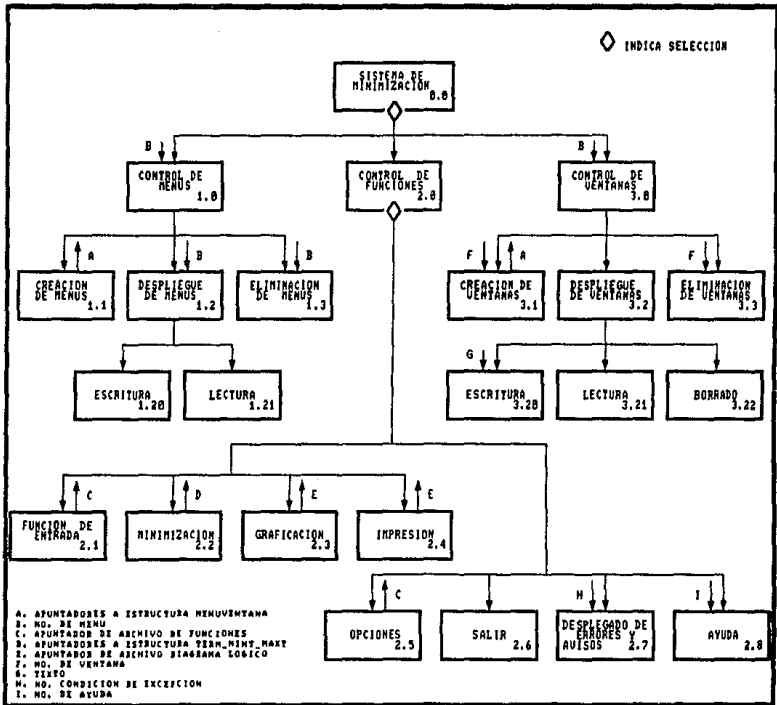 INDICA SELECCION
SISTEMA DE
MINIMIZACION
0.0
B
B
CONTROL DE
MENUS
1.0
CONTROL DE
FUNCIONES
2.0
CONTROL DE
VENTANAS
3.0
A
B
B
F
A
F
CREACION
DE MENUS
1.1
DESPLIEGUE
DE MENUS
1.2
ELIMINACION
DE MENUS
1.3
CREACION DE
VENTANAS
3.1
DESPLIEGUE
DE VENTANAS
3.2
ELIMINACION
DE VENTANAS
3.3
G
ESCRITURA
1.20
LECTURA
1.21
ESCRITURA
3.20
LECTURA
3.21
BORRADO
3.22
C
D
E
E
FUNCION DE
ENTRADA
2.1
MINIMIZACION
2.2
GRAFICACION
2.3
IMPRESION
2.4
C
H
I
OPCIONES
2.5
SALIR
2.6
DESPLEGADO DE
ERRORES Y
AVISOS
2.7
AYUDA
2.8
A. APUNTADORES A ESTRUCTURA MENUVENTANA
B. NO. DE MENU
C. APUNTADOR DE ARCHIVO DE FUNCIONES
D. APUNTADORES A ESTRUCTURA TERM_MINT_MAXT
E. APUNTADOR DE ARCHIVO DIAGRAMA LOGICO
F. NO. DE VENTANA
G. TEXTO
H. NO. CONDICION DE EXCEPCION
I. NO. DE AYUDA